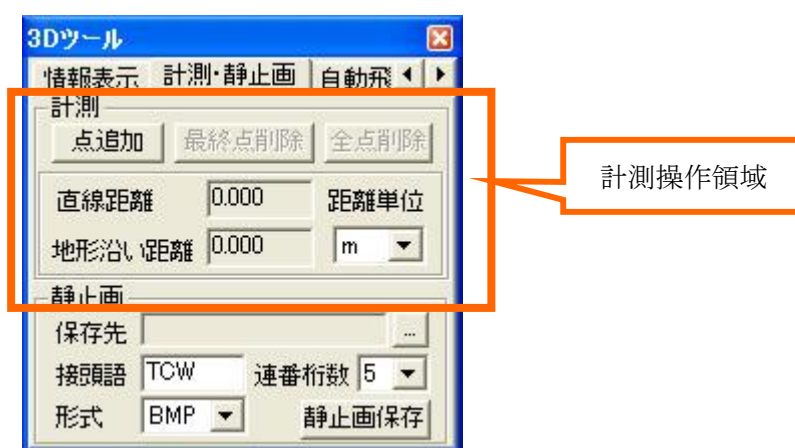 3Dツール
情報表示 計測・静止画 自動飛
計測
点追加 最終点削除 全点削除
直線距離 0.000 距離単位
地形沿い距離 0.000 m
計測操作領域
静止画
保存先 ...
接頭語 TCW 連番桁数 5
形式 BMP 静止画保存